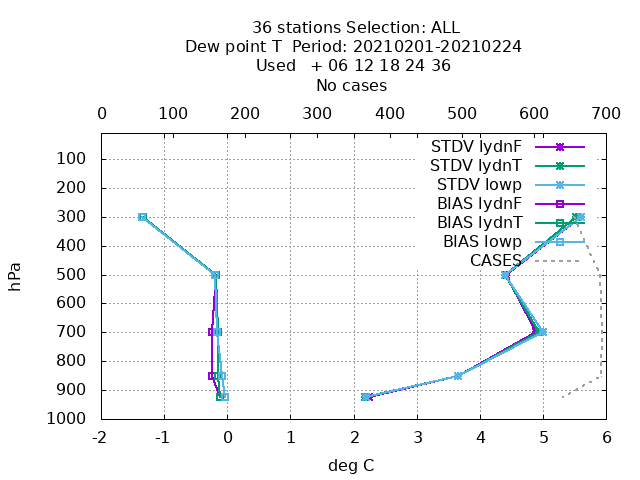 36 stations Selection: ALL
Dew point T  Period: 20210201-20210224
Used   + 06 12 18 24 36
No cases
0 100 200 300 400 500 600 700
STDV lydnF
STDV lydnT
STDV lowp
BIAS lydnF
BIAS lydnT
BIAS lowp
CASES
100
200
300
400
500
600
700
800
900
1000
hPa
-2 -1 0 1 2 3 4 5 6
deg C